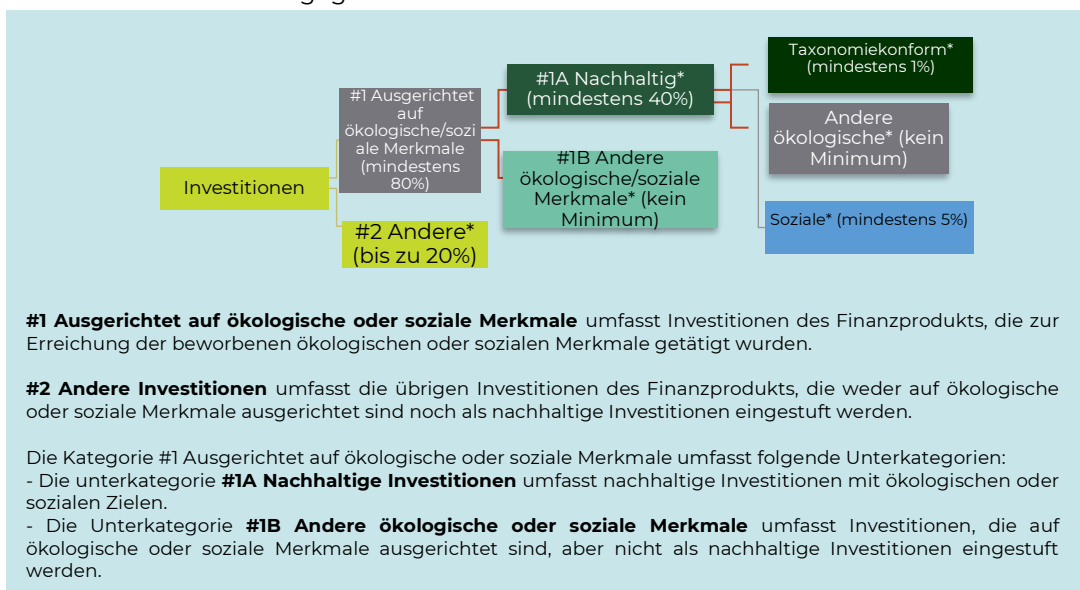 Investitionen
#1 Ausgerichtet
auf
ökologische/sozi
ale Merkmale
(mindestens
80%)
#2 Andere*
(bis zu 20%)
#1A Nachhaltig*
(mindestens 40%)
#1B Andere
ökologische/soziale
Merkmale* (kein
Minimum)
Taxonomiekonform*
(mindestens 1%)
Andere
ökologische* (kein
Minimum)
Soziale* (mindestens 5%)
#1 Ausgerichtet auf ökologische oder soziale Merkmale umfasst Investitionen des Finanzprodukts, die zur
Erreichung der beworbenen ökologischen oder sozialen Merkmale getätigt wurden.
#2 Andere Investitionen umfasst die übrigen Investitionen des Finanzprodukts, die weder auf ökologische
oder soziale Merkmale ausgerichtet sind noch als nachhaltige Investitionen eingestuft werden.
Die Kategorie #1 Ausgerichtet auf ökologische oder soziale Merkmale umfasst folgende Unterkategorien:
- Die unterkategorie #1A Nachhaltige Investitionen umfasst nachhaltige Investitionen mit ökologischen oder
sozialen Zielen.
- Die Unterkategorie #1B Andere ökologische oder soziale Merkmale umfasst Investitionen, die auf
ökologische oder soziale Merkmale ausgerichtet sind, aber nicht als nachhaltige Investitionen eingestuft
werden.